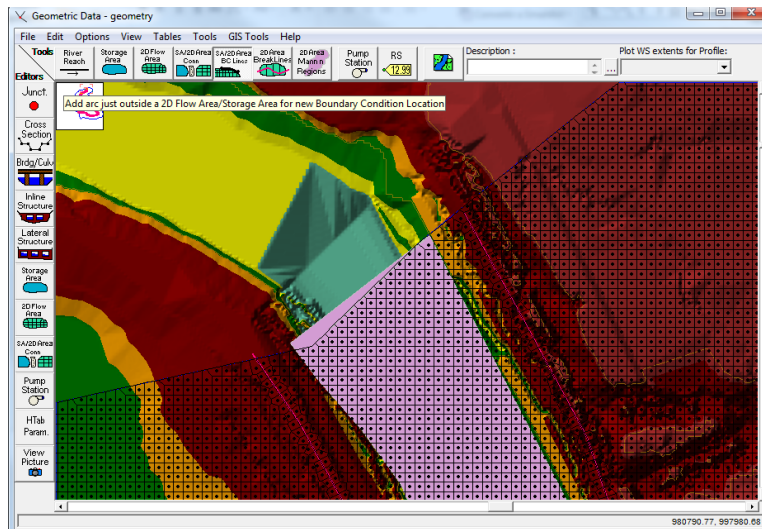 Geometric Data - geometry
File Edit Options View Tables Tools GIS Tools Help
Tools
Editors
River
Reach
Storage
Area
2D Flow
Area
SA/2D Area
Conn
SA/2D Area
BC Lines
2D Area
BreakLines
2D Area
Mann n
Regions
Pump
Station
RS
12.99
Description :
...
Plot WS extents for Profile:
Add arc just outside a 2D Flow Area/Storage Area for new Boundary Condition Location
Junct.
Cross
Section
Brdg/Culv
Inline
Structure
Lateral
Structure
Storage
Area
2D Flow
Area
SA/2D Area
Conn
Pump
Station
HTab
Param.
View
Picture
980790.77, 997980.68